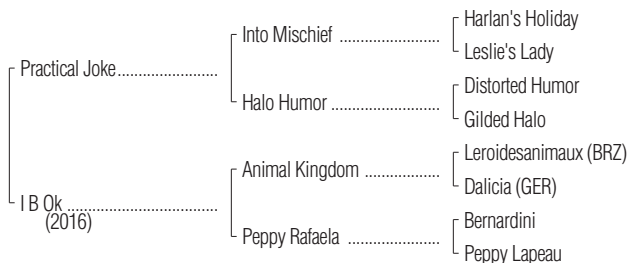 Harlan's Holiday
Into Mischief ........................
Leslie's Lady
Practical Joke........................
Distorted Humor
Halo Humor ..........................
Gilded Halo
Leroidesanimaux (BRZ)
Animal Kingdom ..................
Dalicia (GER)
I B Ok .............................
(2016)
Bernardini
Peppy Rafaela ......................
Peppy Lapeau